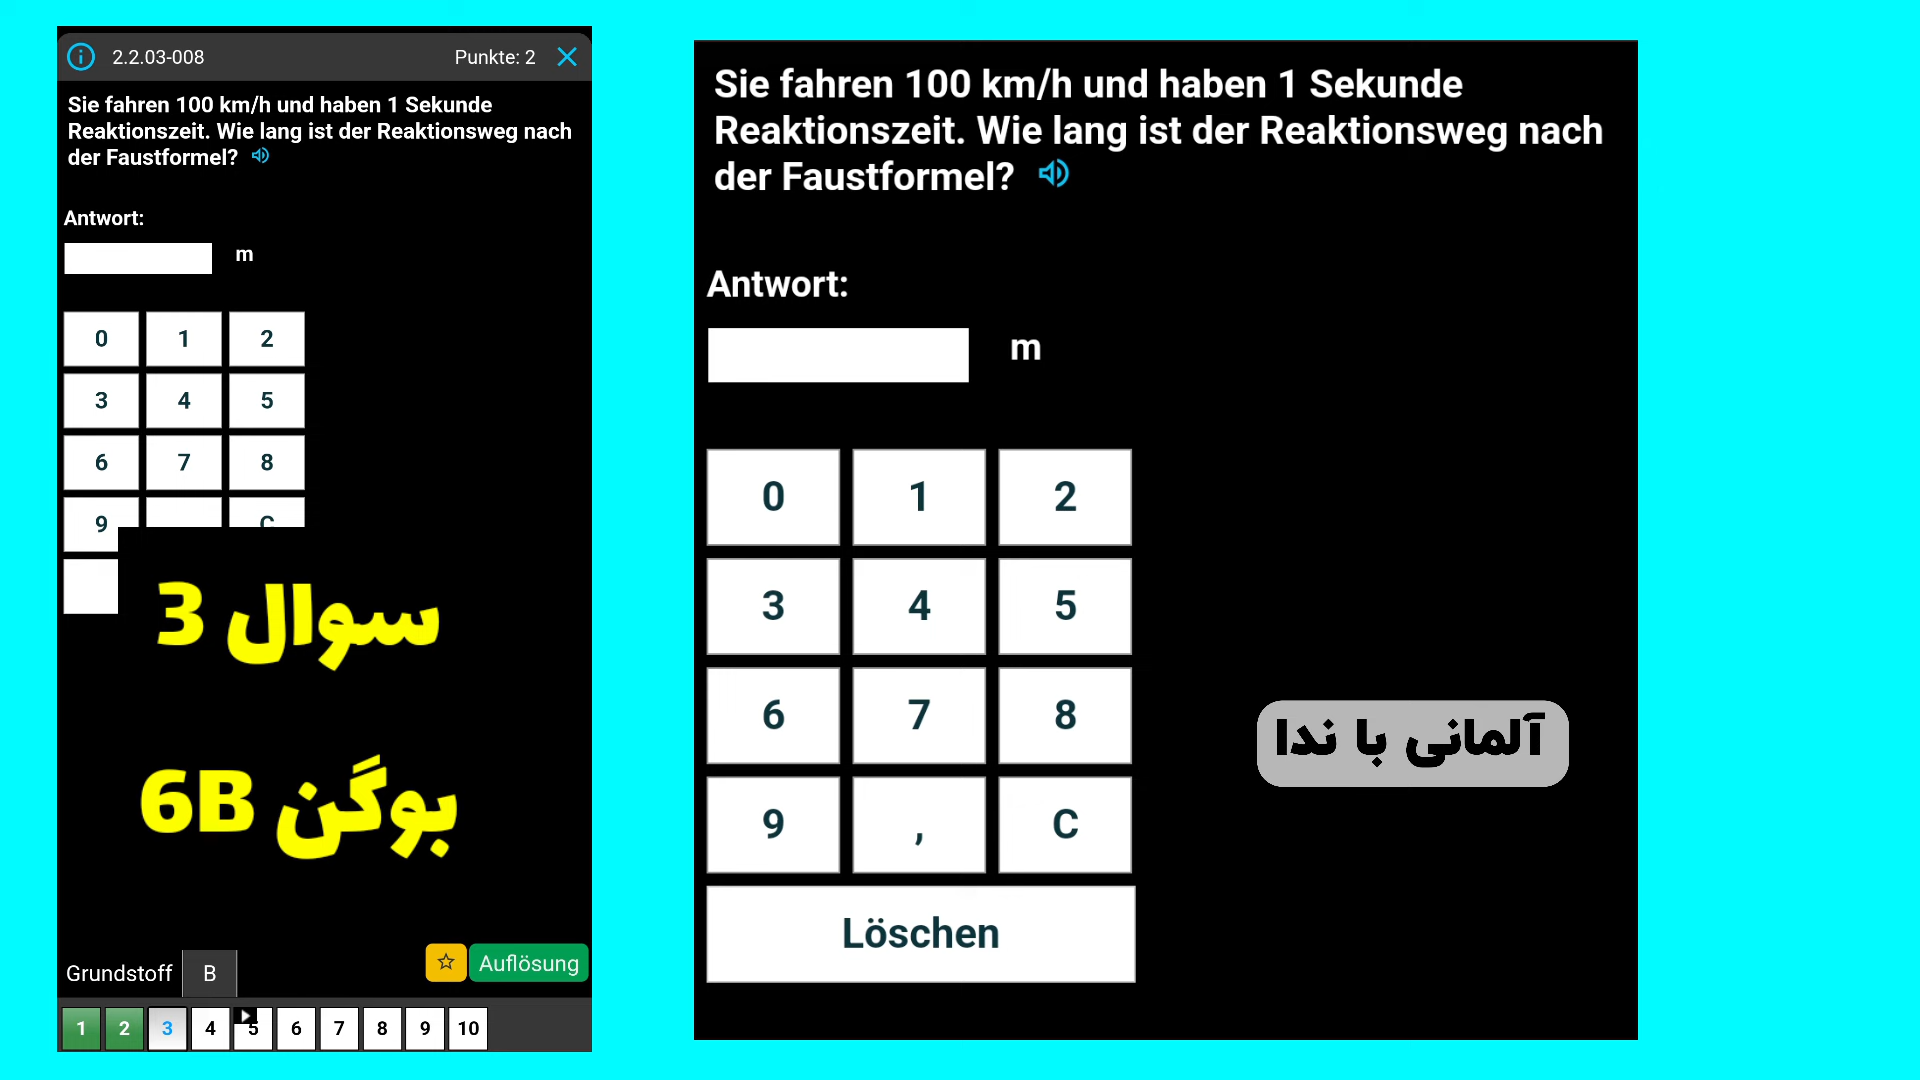 2.2.03-008
Punkte: 2
Sie fahren 100 km/h und haben 1 Sekunde
Reaktionszeit. Wie lang ist der Reaktionsweg nach
der Faustformel?
Antwort:
m
0 1 2
3 4 5
6 7 8
9 C
سوال 3
بوگن 6B
Grundstoff B
Auflösung
1 2 3 4 5 6 7 8 9 10
Sie fahren 100 km/h und haben 1 Sekunde
Reaktionszeit. Wie lang ist der Reaktionsweg nach
der Faustformel?
Antwort:
m
0 1 2
3 4 5
6 7 8
9 , C
Löschen
آلمانی با ندا